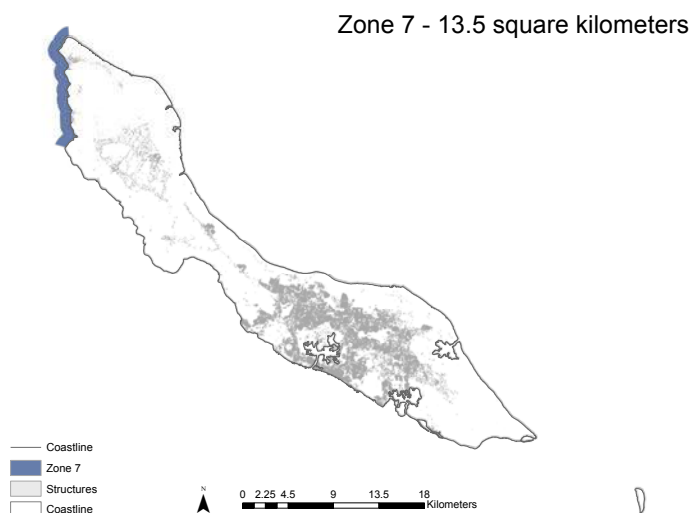 Zone 7 - 13.5 square kilometers
Coastline
Zone 7
Structures
Coastline
N
0 2.25 4.5 9 13.5 18
Kilometers